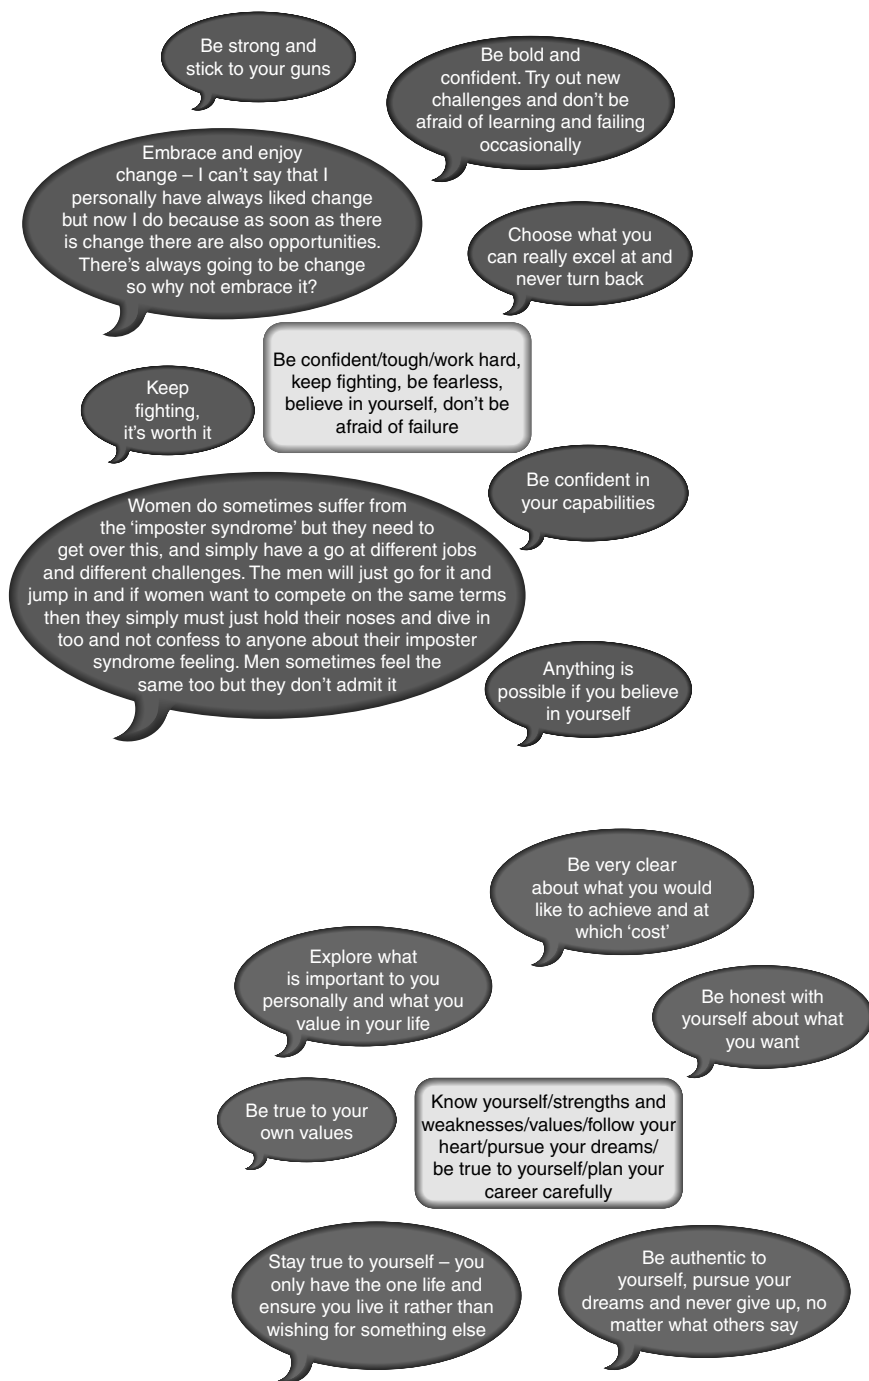 Be strong and
stick to your guns
Be bold and
confident. Try out new
challenges and don't be
afraid of learning and failing
occasionally
Embrace and enjoy
change – I can't say that I
personally have always liked change
but now I do because as soon as there
is change there are also opportunities.
There's always going to be change
so why not embrace it?
Choose what you
can really excel at and
never turn back
Be confident/tough/work hard,
keep fighting, be fearless,
believe in yourself, don't be
afraid of failure
Keep
fighting,
it's worth it
Be confident in
your capabilities
Women do sometimes suffer from
the 'imposter syndrome' but they need to
get over this, and simply have a go at different jobs
and different challenges. The men will just go for it and
jump in and if women want to compete on the same terms
then they simply must just hold their noses and dive in
too and not confess to anyone about their imposter
syndrome feeling. Men sometimes feel the
same too but they don't admit it
Anything is
possible if you believe
in yourself
Be very clear
about what you would
like to achieve and at
which 'cost'
Explore what
is important to you
personally and what you
value in your life
Be honest with
yourself about what
you want
Be true to your
own values
Know yourself/strengths and
weaknesses/values/follow your
heart/pursue your dreams/
be true to yourself/plan your
career carefully
Stay true to yourself – you
only have the one life and
ensure you live it rather than
wishing for something else
Be authentic to
yourself, pursue your
dreams and never give up, no
matter what others say